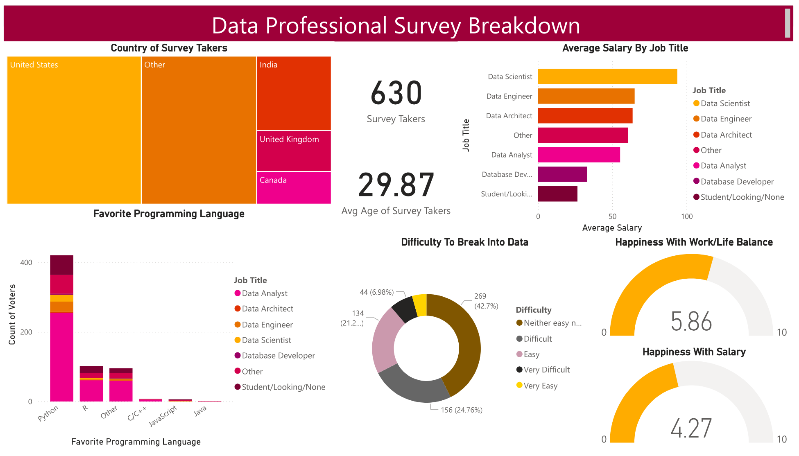 Data Professional Survey Breakdown
Country of Survey Takers
United States
Other
India
United Kingdom
Canada
630
Survey Takers
29.87
Avg Age of Survey Takers
Average Salary By Job Title
Job Title
Data Scientist
Data Engineer
Data Architect
Other
Data Analyst
Database Dev...
Student/Looki...
0
50
100
Average Salary
Job Title
Data Scientist
Data Engineer
Data Architect
Other
Data Analyst
Database Developer
Student/Looking/None
Favorite Programming Language
Count of Voters
400
200
0
Python
R
Other
C/C++
JavaScript
Java
Favorite Programming Language
Job Title
Data Analyst
Data Architect
Data Engineer
Data Scientist
Database Developer
Other
Student/Looking/None
Difficulty To Break Into Data
44 (6.98%)
269
(42.7%)
134
(21.2...)
156 (24.76%)
Difficulty
Neither easy n...
Difficult
Easy
Very Difficult
Very Easy
Happiness With Work/Life Balance
5.86
0
10
Happiness With Salary
4.27
0
10